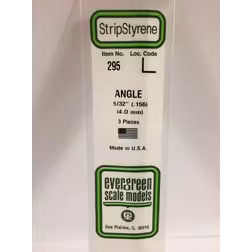 StripStyrene
Item No. Loc. Code
295
ANGLE
5/32" (.156)
(4.0 mm)
3 Pieces
Made in U.S.A.
evergreen
scale models
Des Plaines, IL 60018